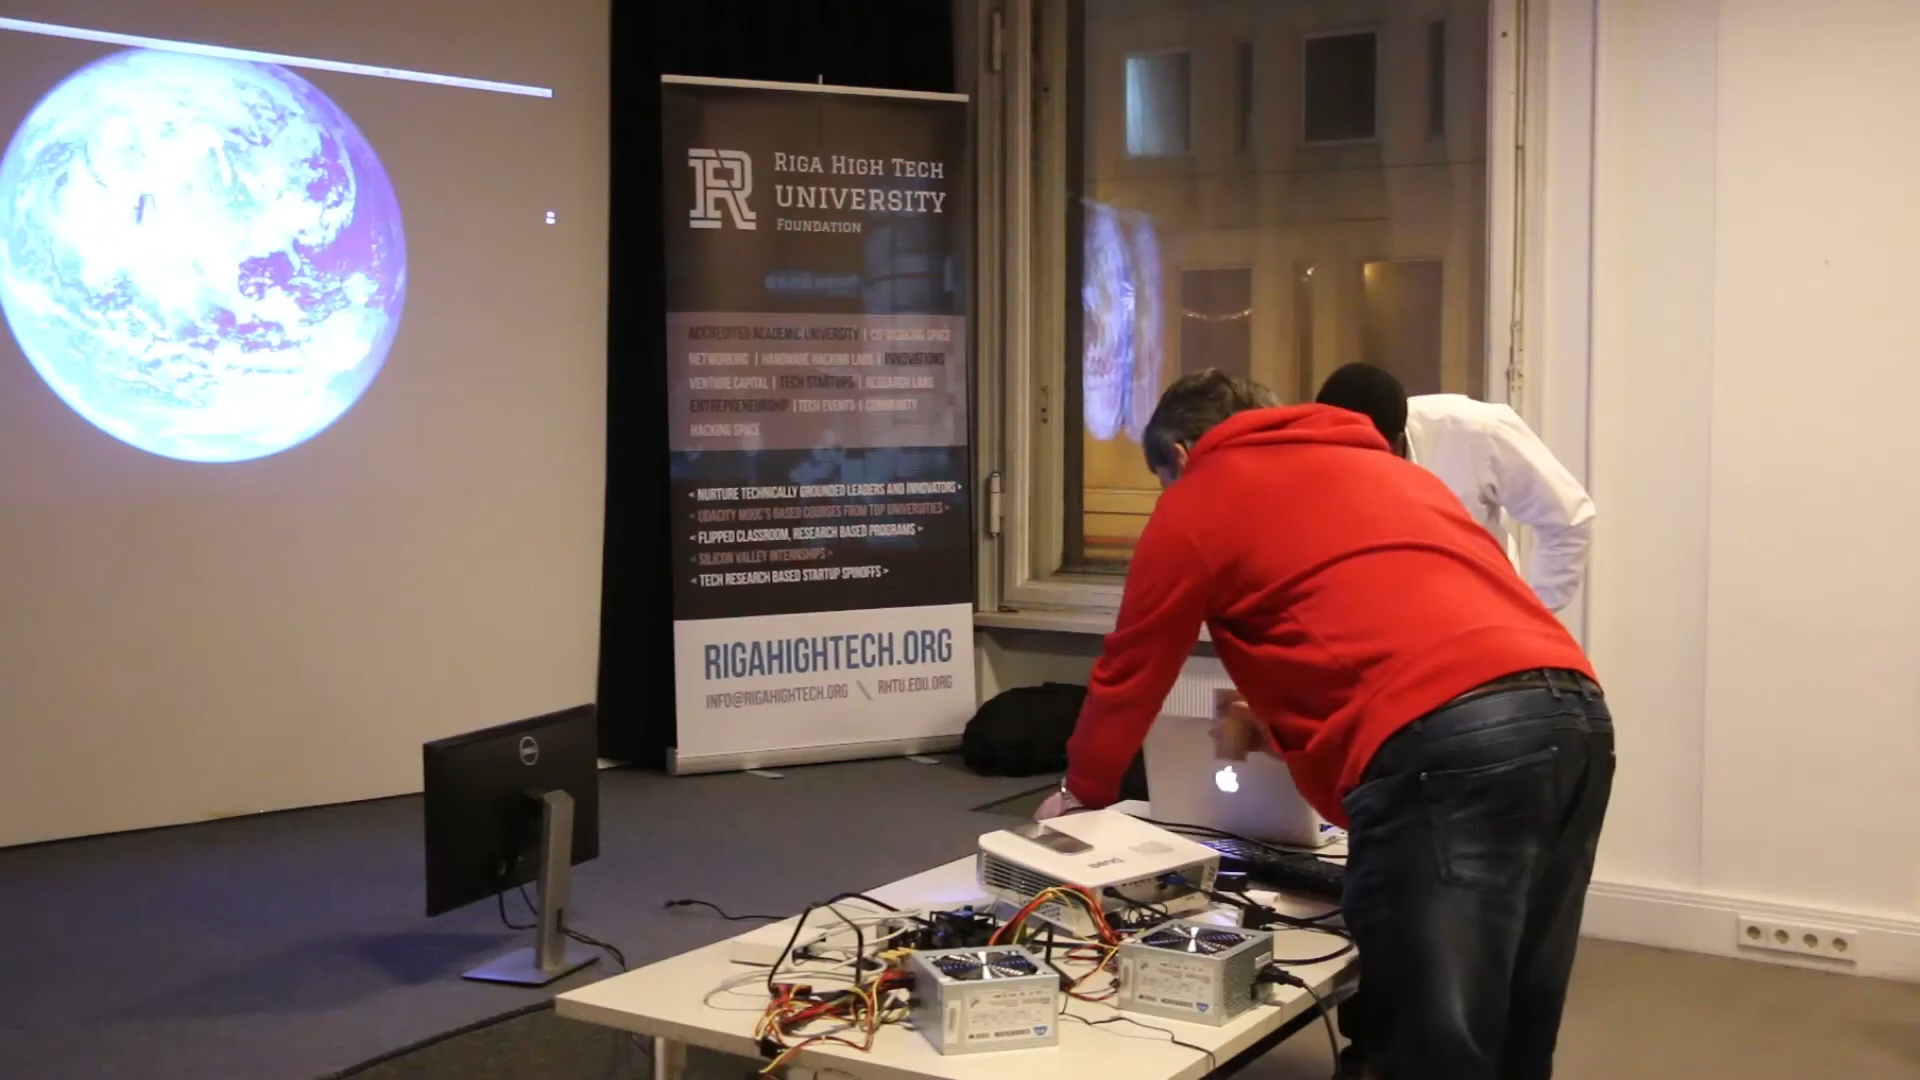 R
RIGA HIGH TECH
UNIVERSITY
FOUNDATION
ACCREDITED ACADEMIC UNIVERSITY | CO-WORKING SPACE
NETWORKING | HARDWARE HACKING LABS | INNOVATIONS
VENTURE CAPITAL | TECH STARTUPS | RESEARCH LABS
ENTREPRENEURSHIP | TECH EVENTS | COMMUNITY
HACKING SPACE
< NURTURE TECHNICALLY GROUNDED LEADERS AND INNOVATORS >
< UDACITY MOOC'S BASED COURSES FROM TOP UNIVERSITIES >
< FLIPPED CLASSROOM, RESEARCH BASED PROGRAMS >
< SILICON VALLEY INTERNSHIPS >
< TECH RESEARCH BASED STARTUP SPINOFFS >
RIGAHIGHTECH.ORG
INFO@RIGAHIGHTECH.ORG \ RHTU.EDU.ORG
DELL
BenQ
CODEGEN
CODEGEN